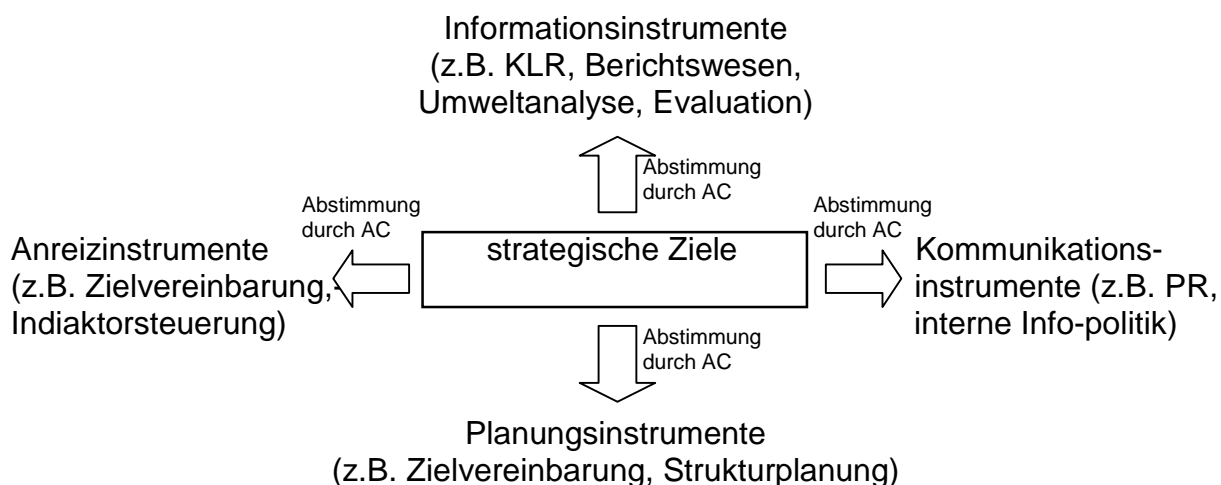 Informationsinstrumente
(z.B. KLR, Berichtswesen,
Umweltanalyse, Evaluation)
Abstimmung
durch AC
Abstimmung
durch AC
Abstimmung
durch AC
Anreizinstrumente
(z.B. Zielvereinbarung,-
Indiaktorsteuerung)
strategische Ziele
Kommunikations-
instrumente (z.B. PR,
interne Info-politik)
Abstimmung
durch AC
Planungsinstrumente
(z.B. Zielvereinbarung, Strukturplanung)